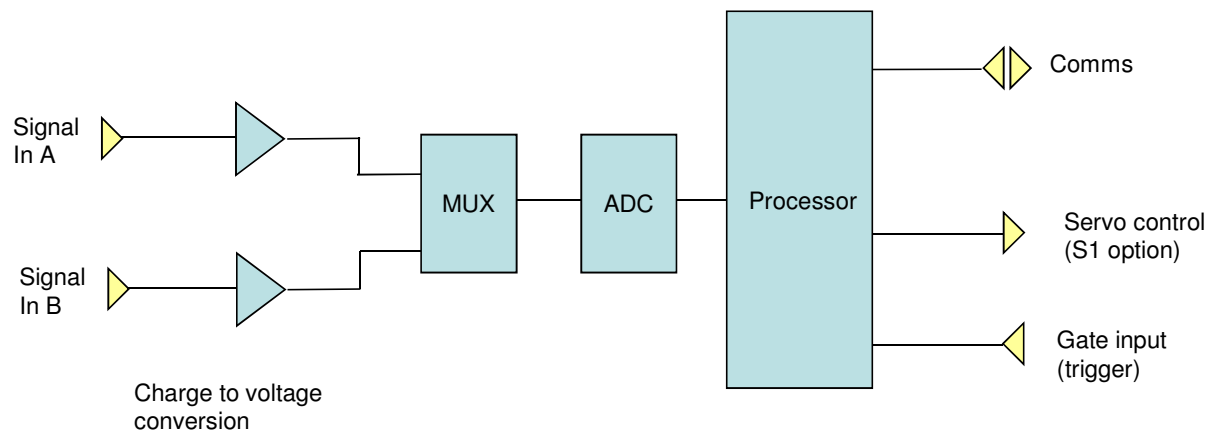 Signal
In A
Signal
In B
Charge to voltage
conversion
MUX
ADC
Processor
Comms
Servo control
(S1 option)
Gate input
(trigger)